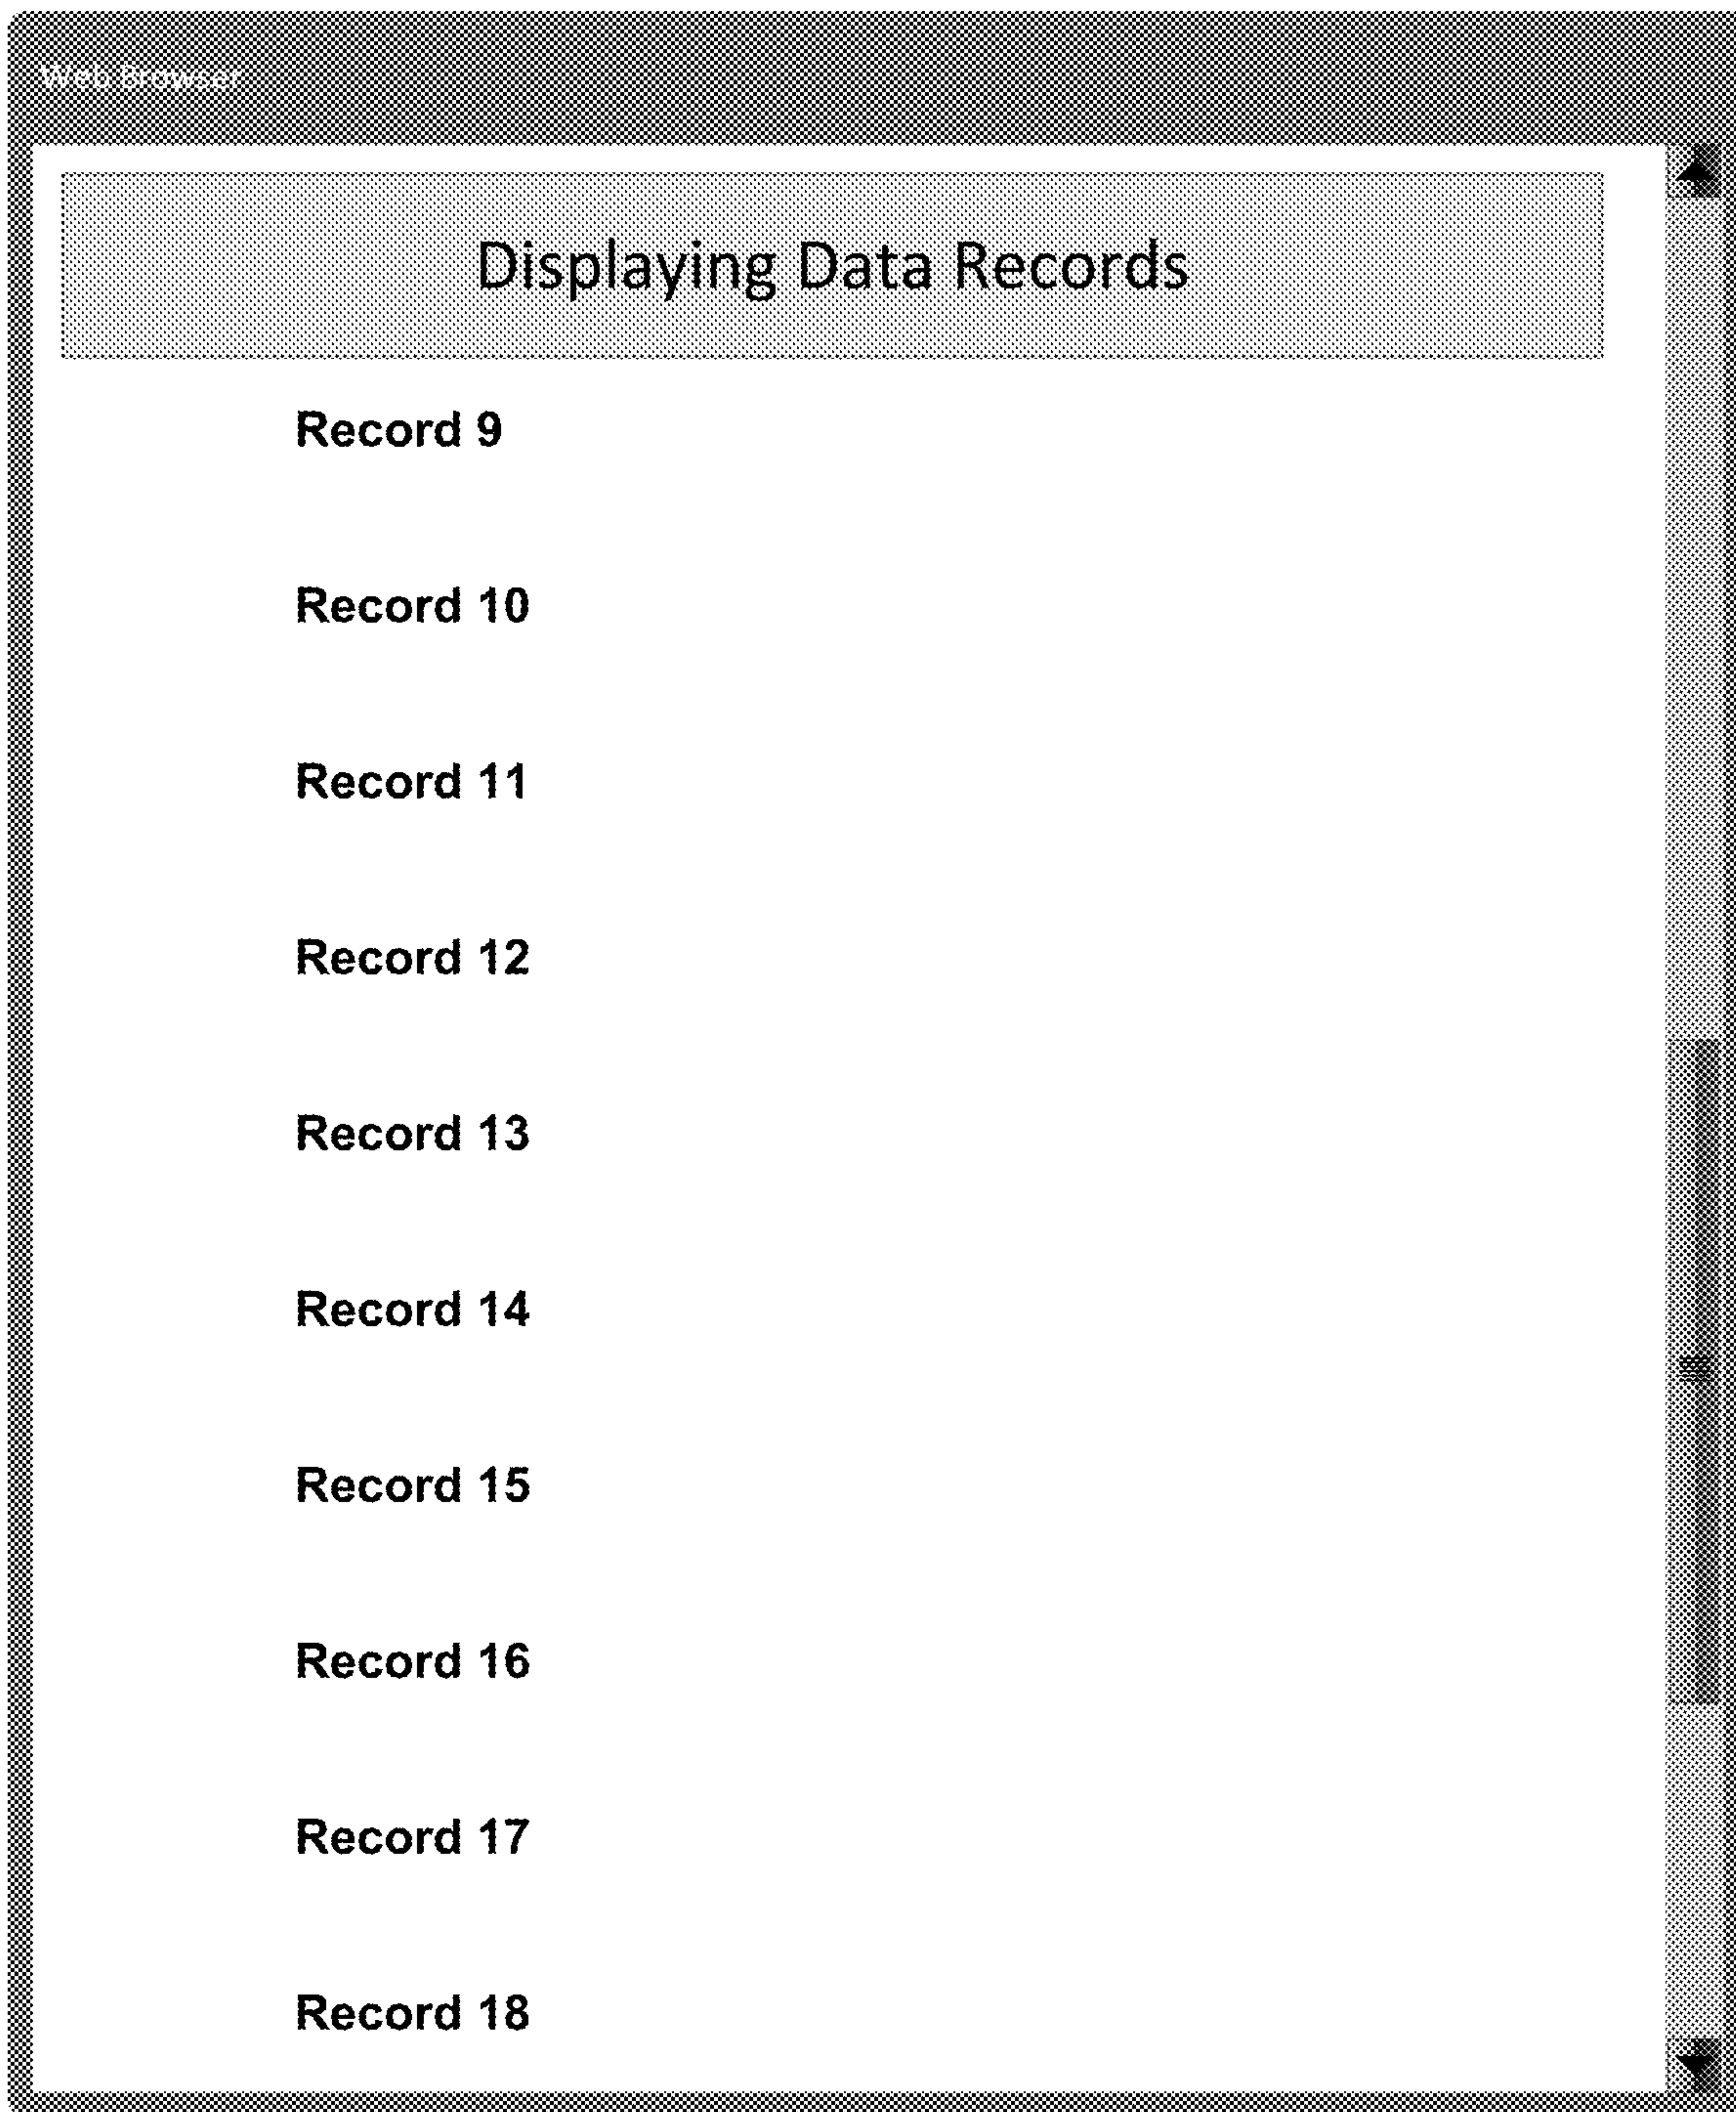 Web Browser
Displaying Data Records
Record 9
Record 10
Record 11
Record 12
Record 13
Record 14
Record 15
Record 16
Record 17
Record 18